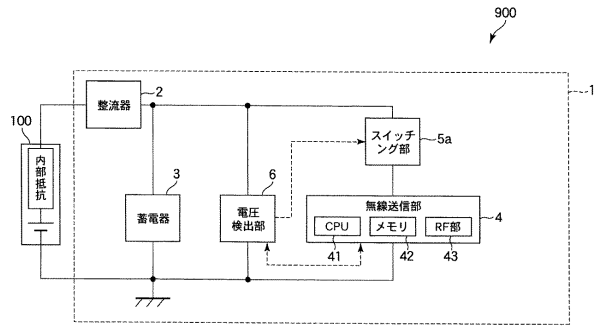 900
1
2
整流器
100
内部抵抗
3
蓄電器
6
電圧
検出部
スイッチ
ング部
5a
無線送信部
4
CPU
メモリ
RF部
41
42
43